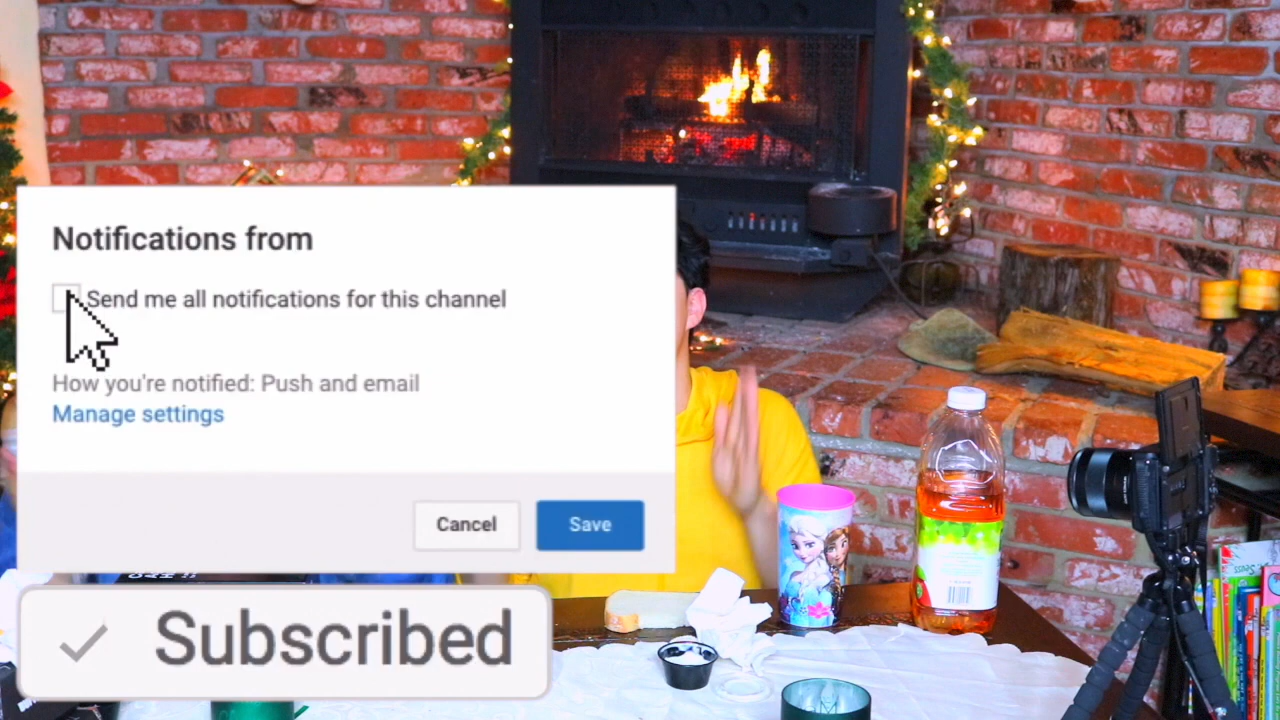 Notifications from
Send me all notifications for this channel
How you're notified: Push and email
Manage settings
Cancel
Save
Subscribed
Seuss